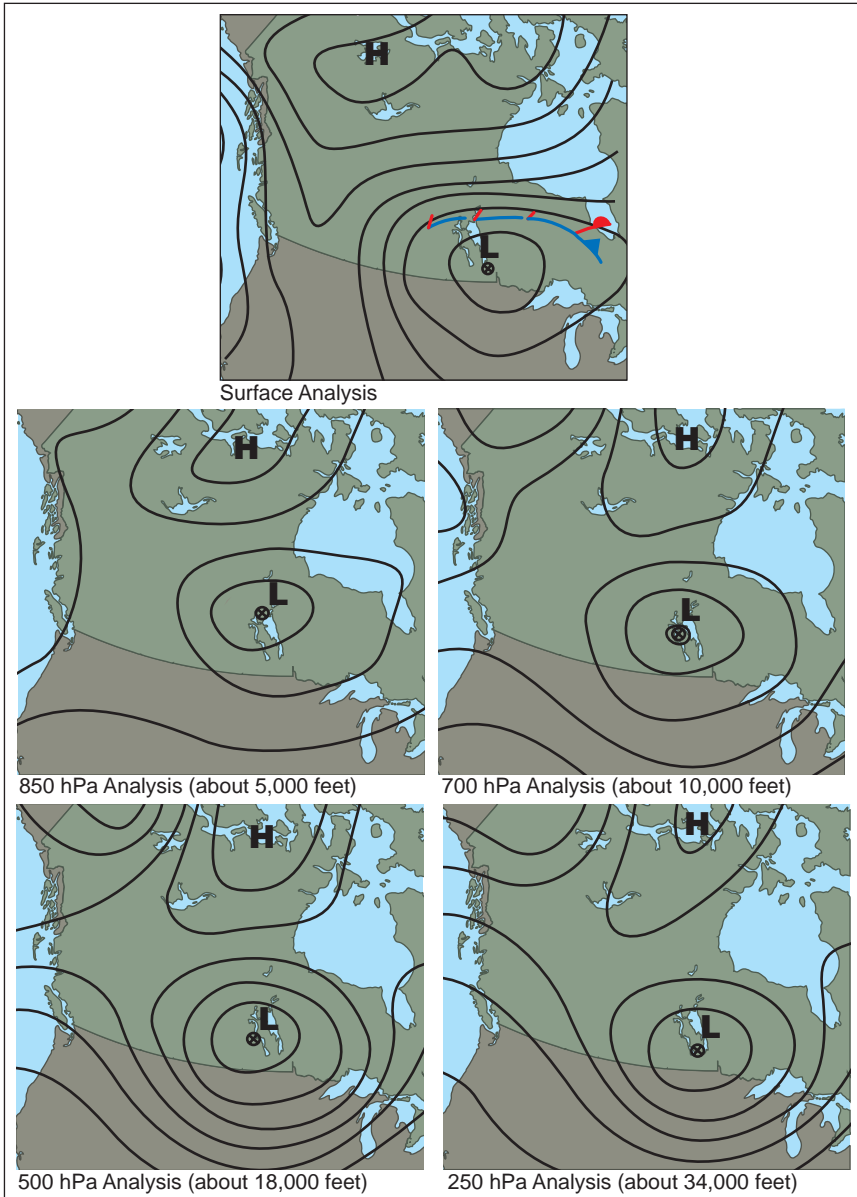 H
L
Surface Analysis
H
L
850 hPa Analysis (about 5,000 feet)
H
L
700 hPa Analysis (about 10,000 feet)
H
L
500 hPa Analysis (about 18,000 feet)
H
L
250 hPa Analysis (about 34,000 feet)